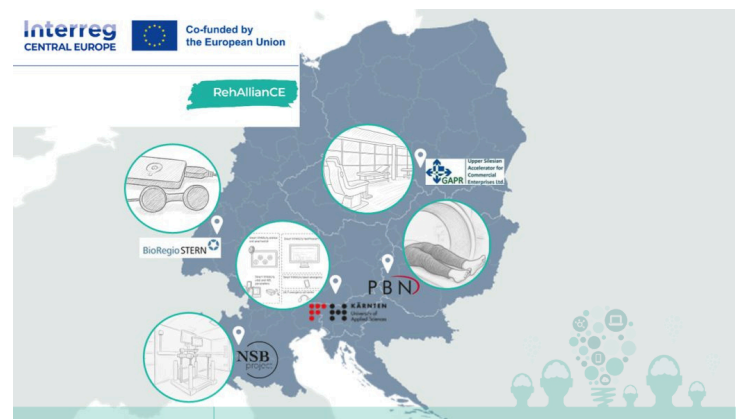 Interreg
CENTRAL EUROPE
Co-funded by
the European Union
RehAllianCE
Upper Silesian
Accelerator for
Commercial
Enterprises Ltd.
GAPR
BioRegio STERN
PBN
KÄRNTEN
University of
Applied Sciences
NSB
project